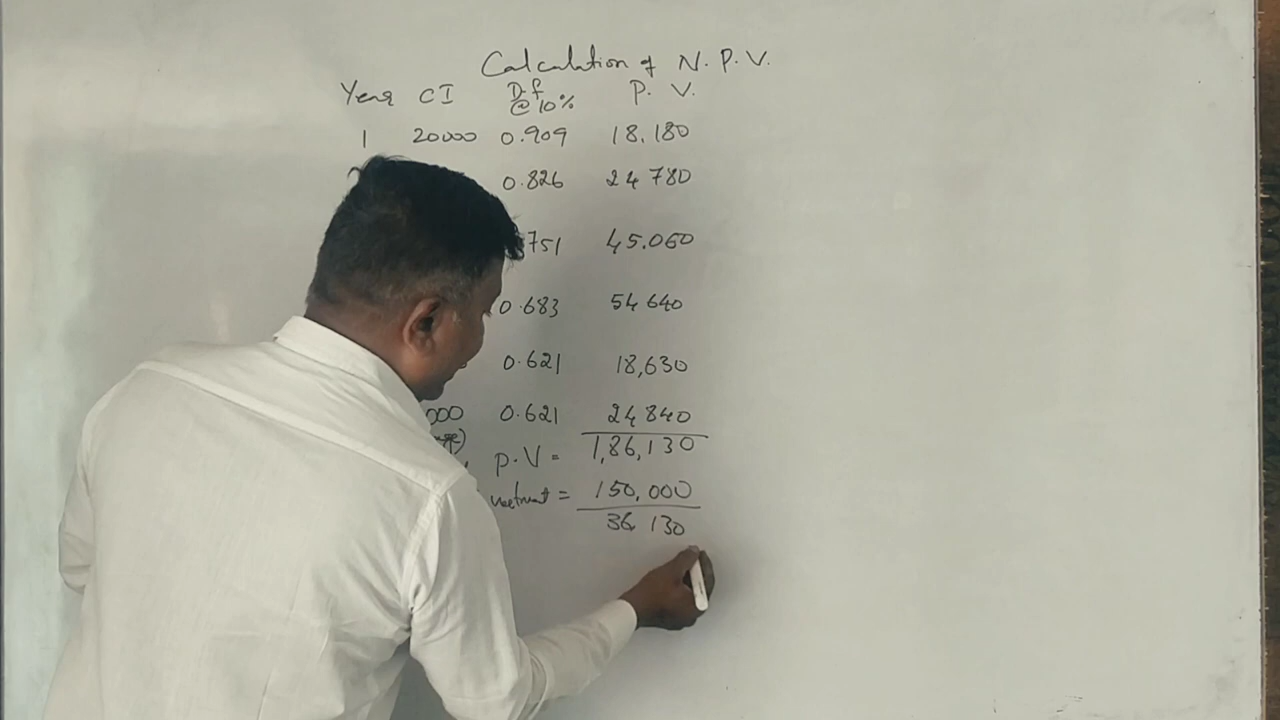 Calculation of N. P. V.
Year CI D.f @ 10% P. V.
1 20000 0.909 18,180
0.826 24 780
751 45.060
0.683 54 640
0.621 18,630
000 0.621 24 840
P.V = 1,86,130
= 150,000
36 130